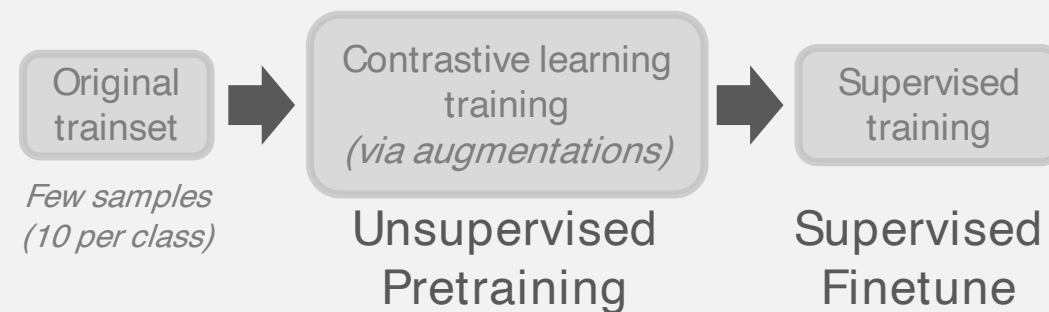 Original
trainset
Few samples
(10 per class)
Contrastive learning
training
(via augmentations)
Unsupervised
Pretraining
Supervised
training
Supervised
Finetune